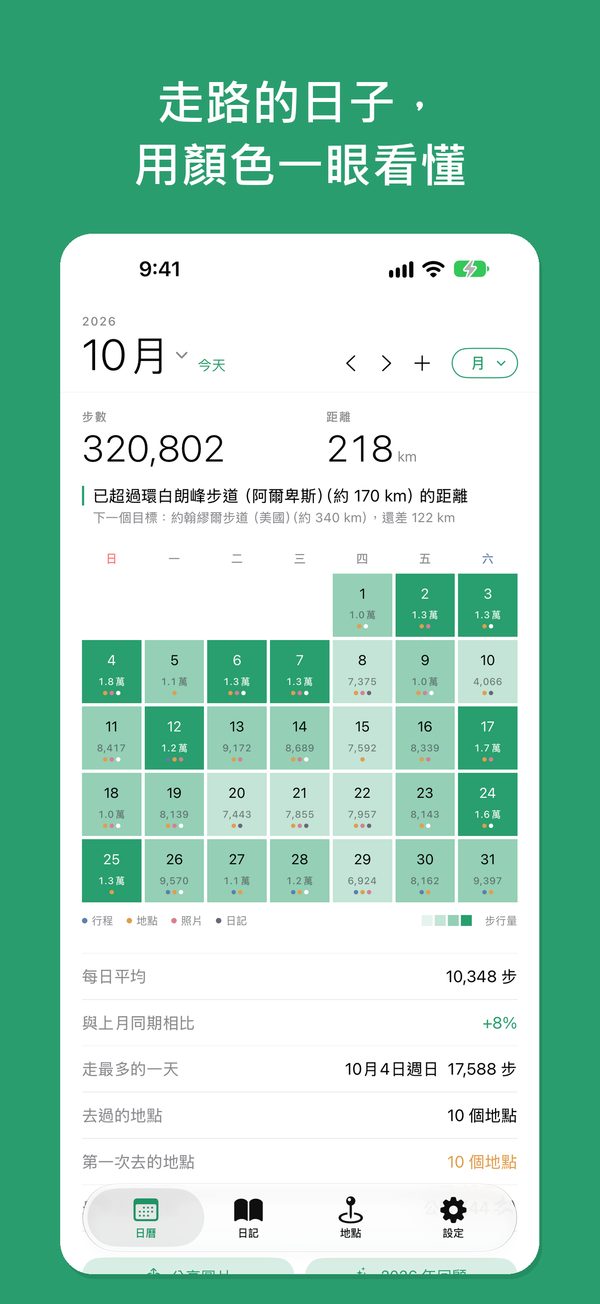 走路的日子，
用顏色一眼看懂
9:41
2026
10月 今天
月
步數 距離
320,802 218 km
已超過環白朗峰步道（阿爾卑斯）（約 170 km）的距離
下一個目標：約翰繆爾步道（美國）（約 340 km），還差 122 km
日 一 二 三 四 五 六
1 2 3
1.0萬 1.3萬 1.3萬
4 5 6 7 8 9 10
1.8萬 1.1萬 1.3萬 1.3萬 7,375 1.0萬 4,066
11 12 13 14 15 16 17
8,417 1.2萬 9,172 8,689 7,592 8,339 1.7萬
18 19 20 21 22 23 24
1.0萬 8,139 7,443 7,855 7,957 8,143 1.6萬
25 26 27 28 29 30 31
1.3萬 9,570 1.1萬 1.2萬 6,924 8,162 9,397
行程 地點 照片 日記 步行量
每日平均 10,348 步
與上月同期相比 +8%
走最多的一天 10月4日週日 17,588 步
去過的地點 10 個地點
第一次去的地點 10 個地點
日曆 日記 地點 設定
分享圖片 2026 年回顧